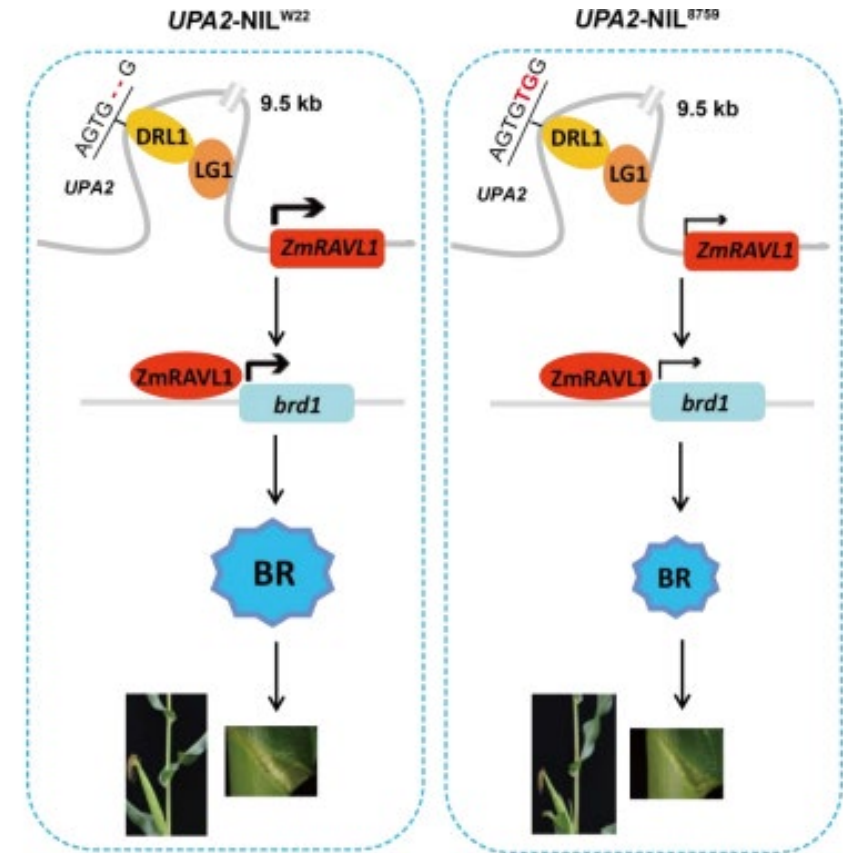 UPA2-NILW22
AGTG--G
UPA2
DRL1
LG1
9.5 kb
ZmRAVL1
ZmRAVL1
brd1
BR
UPA2-NIL8759
AGTGTGG
UPA2
DRL1
LG1
9.5 kb
ZmRAVL1
ZmRAVL1
brd1
BR